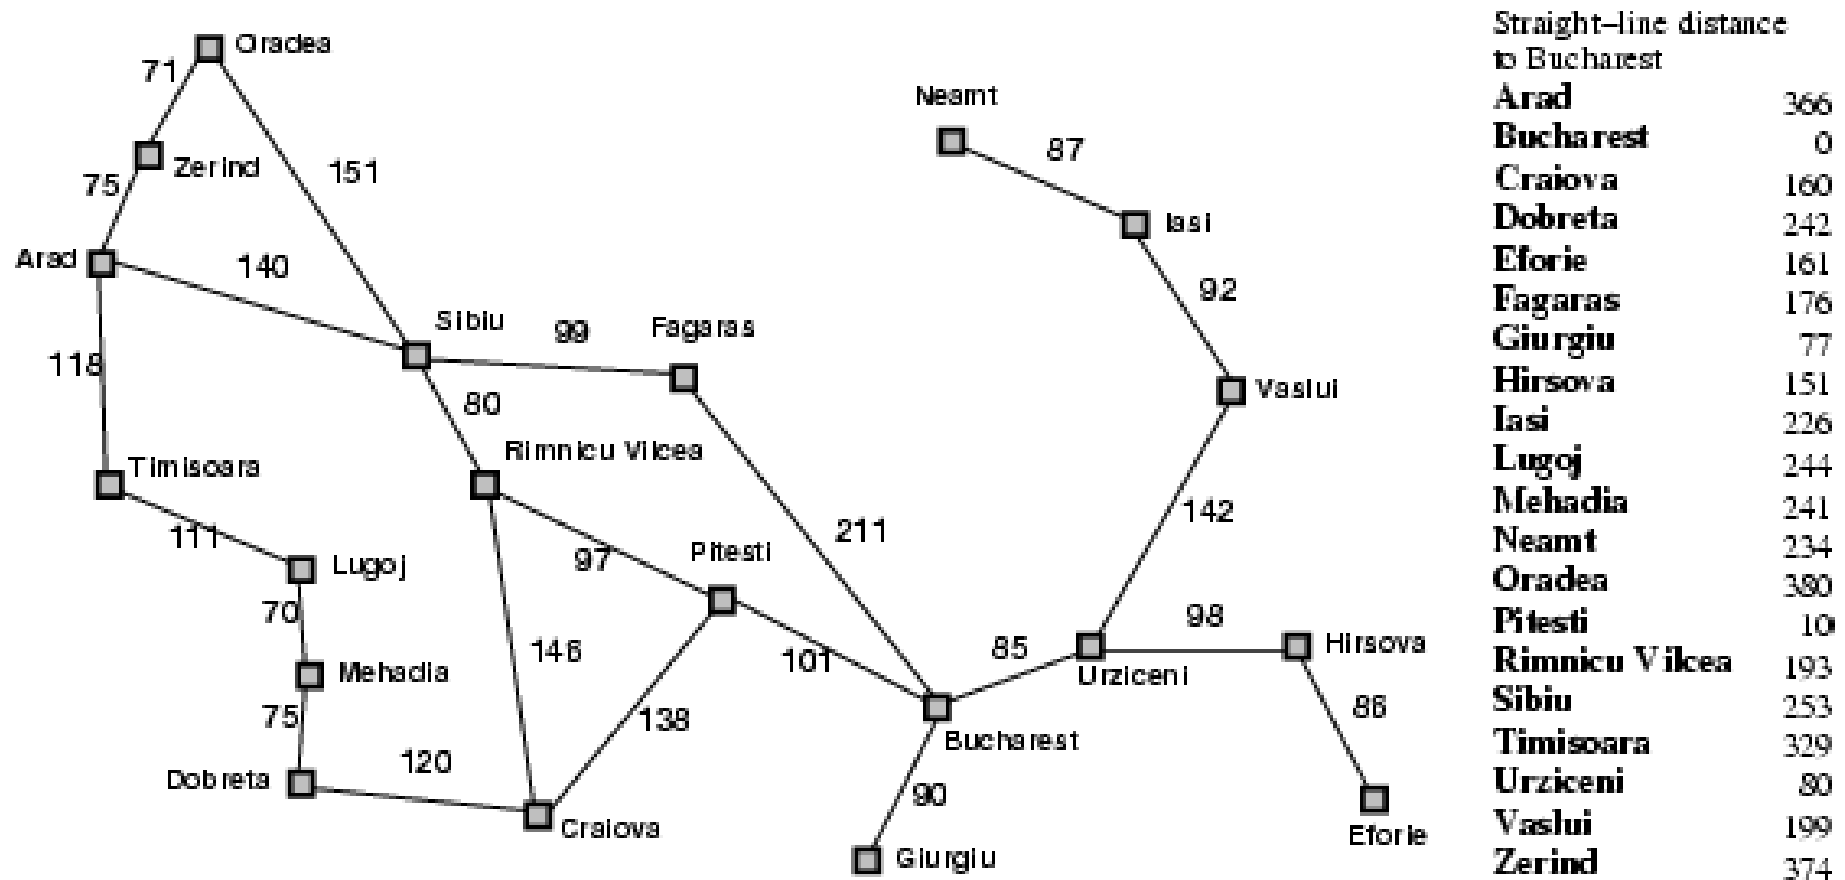 Oradea
71
Neamt
87
Zerind
151
75
Iasi
Arad
140
92
Sibiu
99
Fagaras
118
Vaslui
80
Rimnicu Vilcea
Timisoara
142
111
211
Lugoj
97
Pitesti
70
98
146
85
Hirsova
101
Mehadia
Urziceni
75
138
86
Bucharest
Dobreta
120
90
Craiova
Eforie
Giurgiu
Straight–line distance
to Bucharest
Arad 366
Bucharest 0
Craiova 160
Dobreta 242
Eforie 161
Fagaras 176
Giurgiu 77
Hirsova 151
Iasi 226
Lugoj 244
Mehadia 241
Neamt 234
Oradea 380
Pitesti 10
Rimnicu Vilcea 193
Sibiu 253
Timisoara 329
Urziceni 80
Vaslui 199
Zerind 374